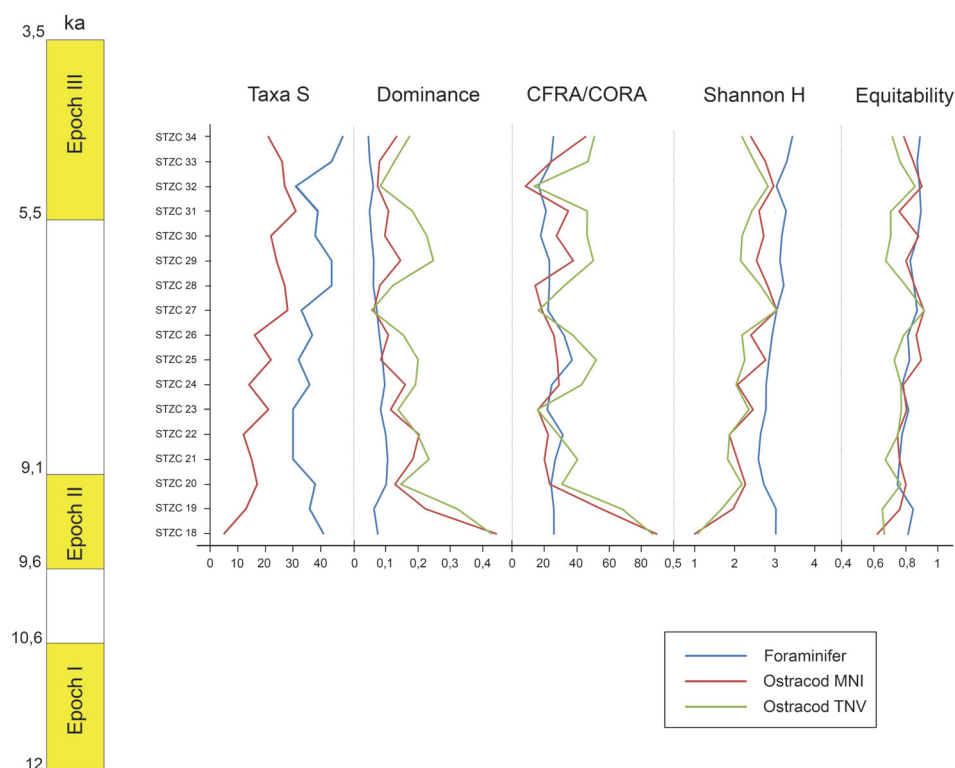 ka
3,5
Epoch III
5,5
9,1
Epoch II
9,6
10,6
Epoch I
12
Taxa S Dominance CFRA/CORA Shannon H Equitability
STZC 34
STZC 33
STZC 32
STZC 31
STZC 30
STZC 29
STZC 28
STZC 27
STZC 26
STZC 25
STZC 24
STZC 23
STZC 22
STZC 21
STZC 20
STZC 19
STZC 18
0 10 20 30 40 0 0,1 0,2 0,3 0,4 0 20 40 60 80 0,5 1 2 3 4 0,4 0,6 0,8 1
Foraminifer
Ostracod MNI
Ostracod TNV